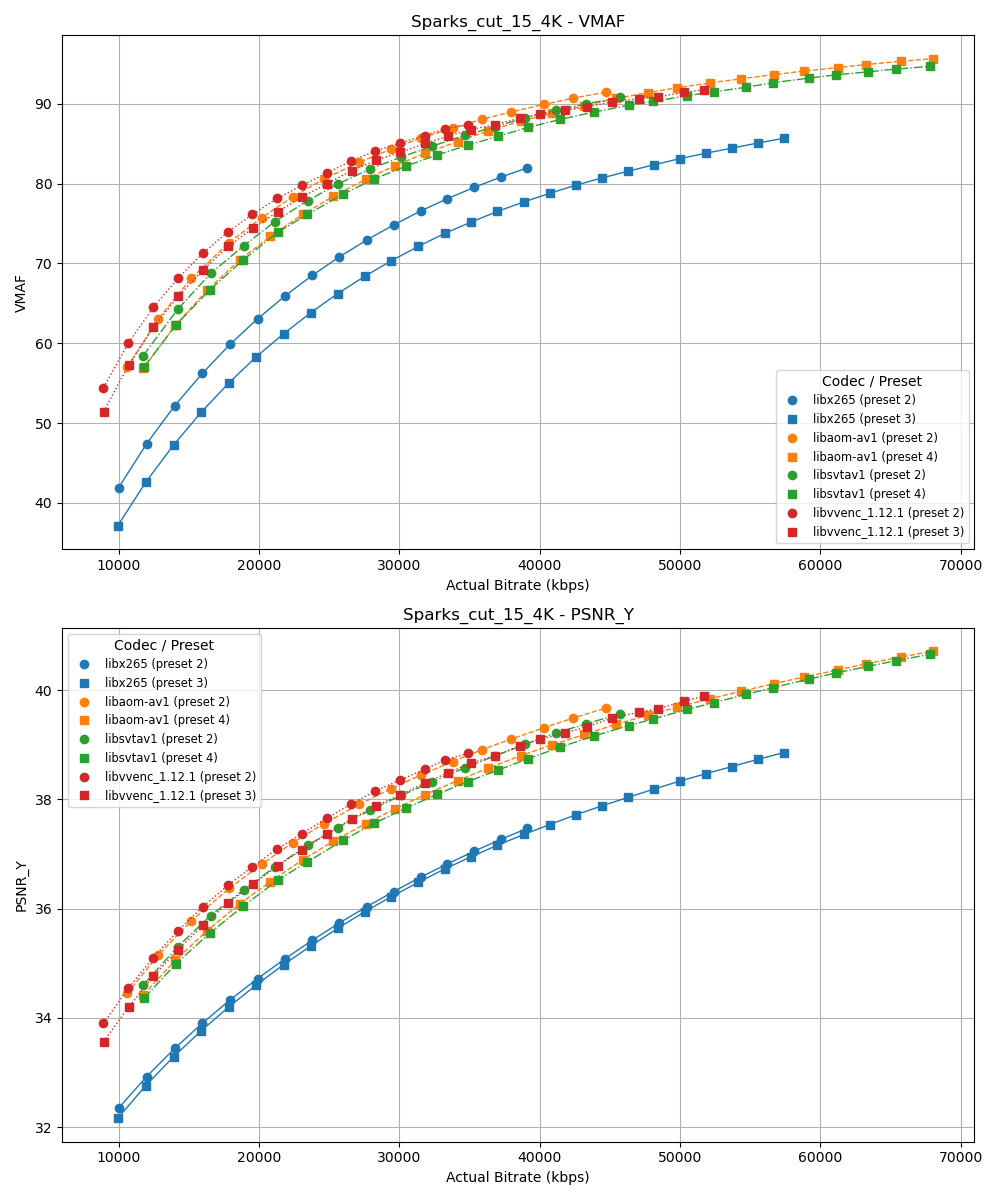 Sparks_cut_15_4K - VMAF
VMAF
90
80
70
60
50
40
Codec / Preset
libx265 (preset 2)
libx265 (preset 3)
libaom-av1 (preset 2)
libaom-av1 (preset 4)
libsvtav1 (preset 2)
libsvtav1 (preset 4)
libvvenc_1.12.1 (preset 2)
libvvenc_1.12.1 (preset 3)
10000 20000 30000 40000 50000 60000 70000
Actual Bitrate (kbps)
Sparks_cut_15_4K - PSNR_Y
PSNR_Y
40
38
36
34
32
Codec / Preset
libx265 (preset 2)
libx265 (preset 3)
libaom-av1 (preset 2)
libaom-av1 (preset 4)
libsvtav1 (preset 2)
libsvtav1 (preset 4)
libvvenc_1.12.1 (preset 2)
libvvenc_1.12.1 (preset 3)
10000 20000 30000 40000 50000 60000 70000
Actual Bitrate (kbps)